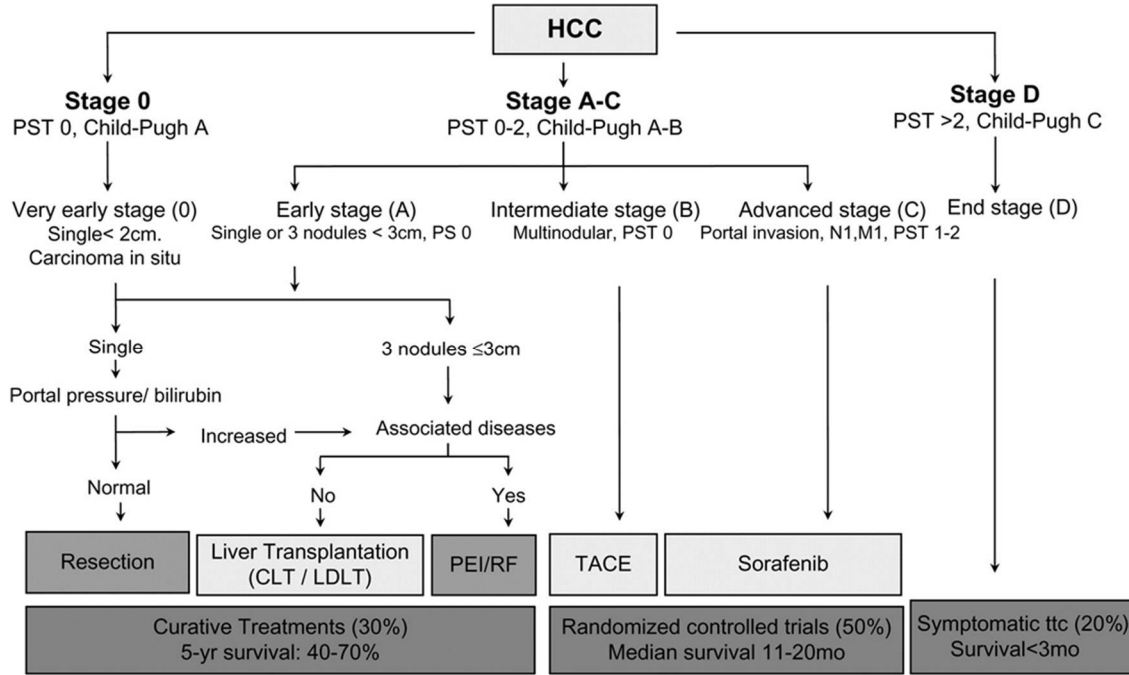 HCC
Stage 0
PST 0, Child-Pugh A
Stage A-C
PST 0-2, Child-Pugh A-B
Stage D
PST >2, Child-Pugh C
Very early stage (0)
Single< 2cm.
Carcinoma in situ
Early stage (A)
Single or 3 nodules < 3cm, PS 0
Intermediate stage (B)
Multinodular, PST 0
Advanced stage (C)
Portal invasion, N1,M1, PST 1-2
End stage (D)
Single
3 nodules ≤3cm
Portal pressure/ bilirubin
Increased
Associated diseases
Normal
No
Yes
Resection
Liver Transplantation
(CLT / LDLT)
PEI/RF
TACE
Sorafenib
Curative Treatments (30%)
5-yr survival: 40-70%
Randomized controlled trials (50%)
Median survival 11-20mo
Symptomatic ttc (20%)
Survival<3mo